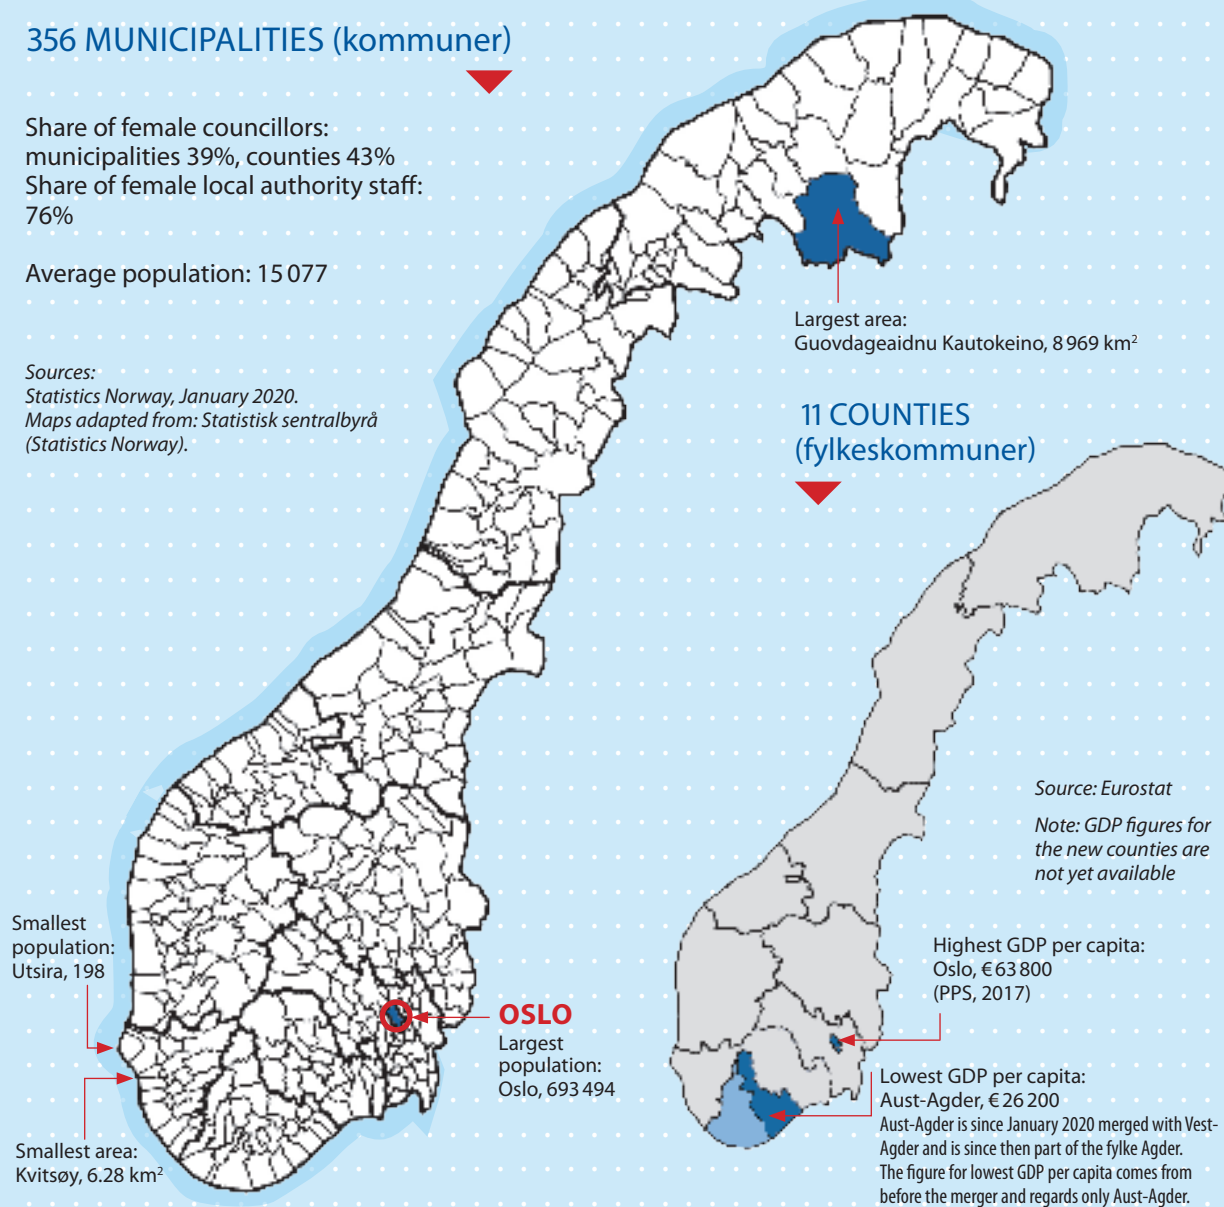 356 MUNICIPALITIES (kommuner)
Share of female councillors:
municipalities 39%, counties 43%
Share of female local authority staff:
76%
Average population: 15 077
Sources:
Statistics Norway, January 2020.
Maps adapted from: Statistisk sentralbyrå
(Statistics Norway).
Largest area:
Guovdageaidnu Kautokeino, 8 969 km²
11 COUNTIES
(fylkeskommuner)
Source: Eurostat
Note: GDP figures for
the new counties are
not yet available
Smallest
population:
Utsira, 198
OSLO
Largest
population:
Oslo, 693 494
Smallest area:
Kvitsøy, 6.28 km²
Highest GDP per capita:
Oslo, € 63 800
(PPS, 2017)
Lowest GDP per capita:
Aust-Agder, € 26 200
Aust-Agder is since January 2020 merged with Vest-
Agder and is since then part of the fylke Agder.
The figure for lowest GDP per capita comes from
before the merger and regards only Aust-Agder.